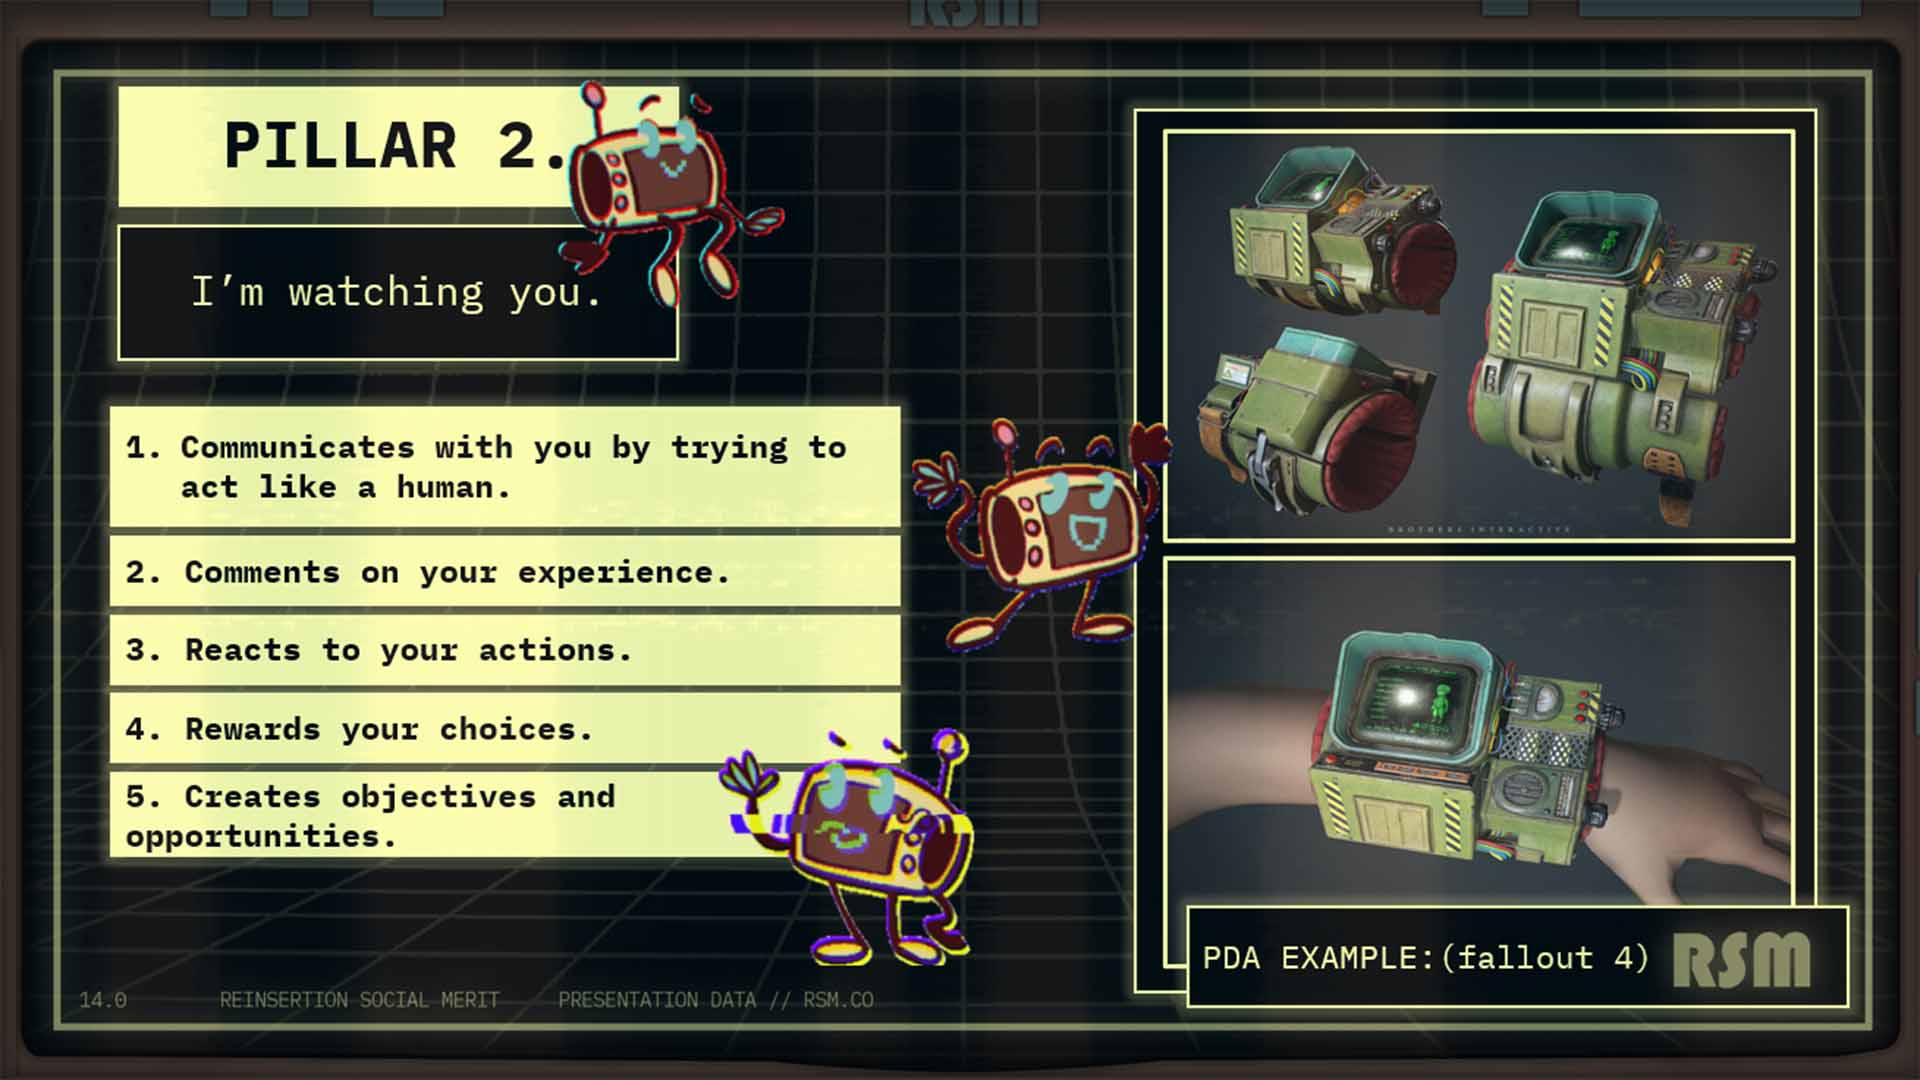 RSM
PILLAR 2.
I’m watching you.
1. Communicates with you by trying to
act like a human.
2. Comments on your experience.
3. Reacts to your actions.
4. Rewards your choices.
5. Creates objectives and
opportunities.
BROTHERS INTERACTIVE
PDA EXAMPLE:(fallout 4)
RSM
14.0
REINSERTION SOCIAL MERIT
PRESENTATION DATA // RSM.CO